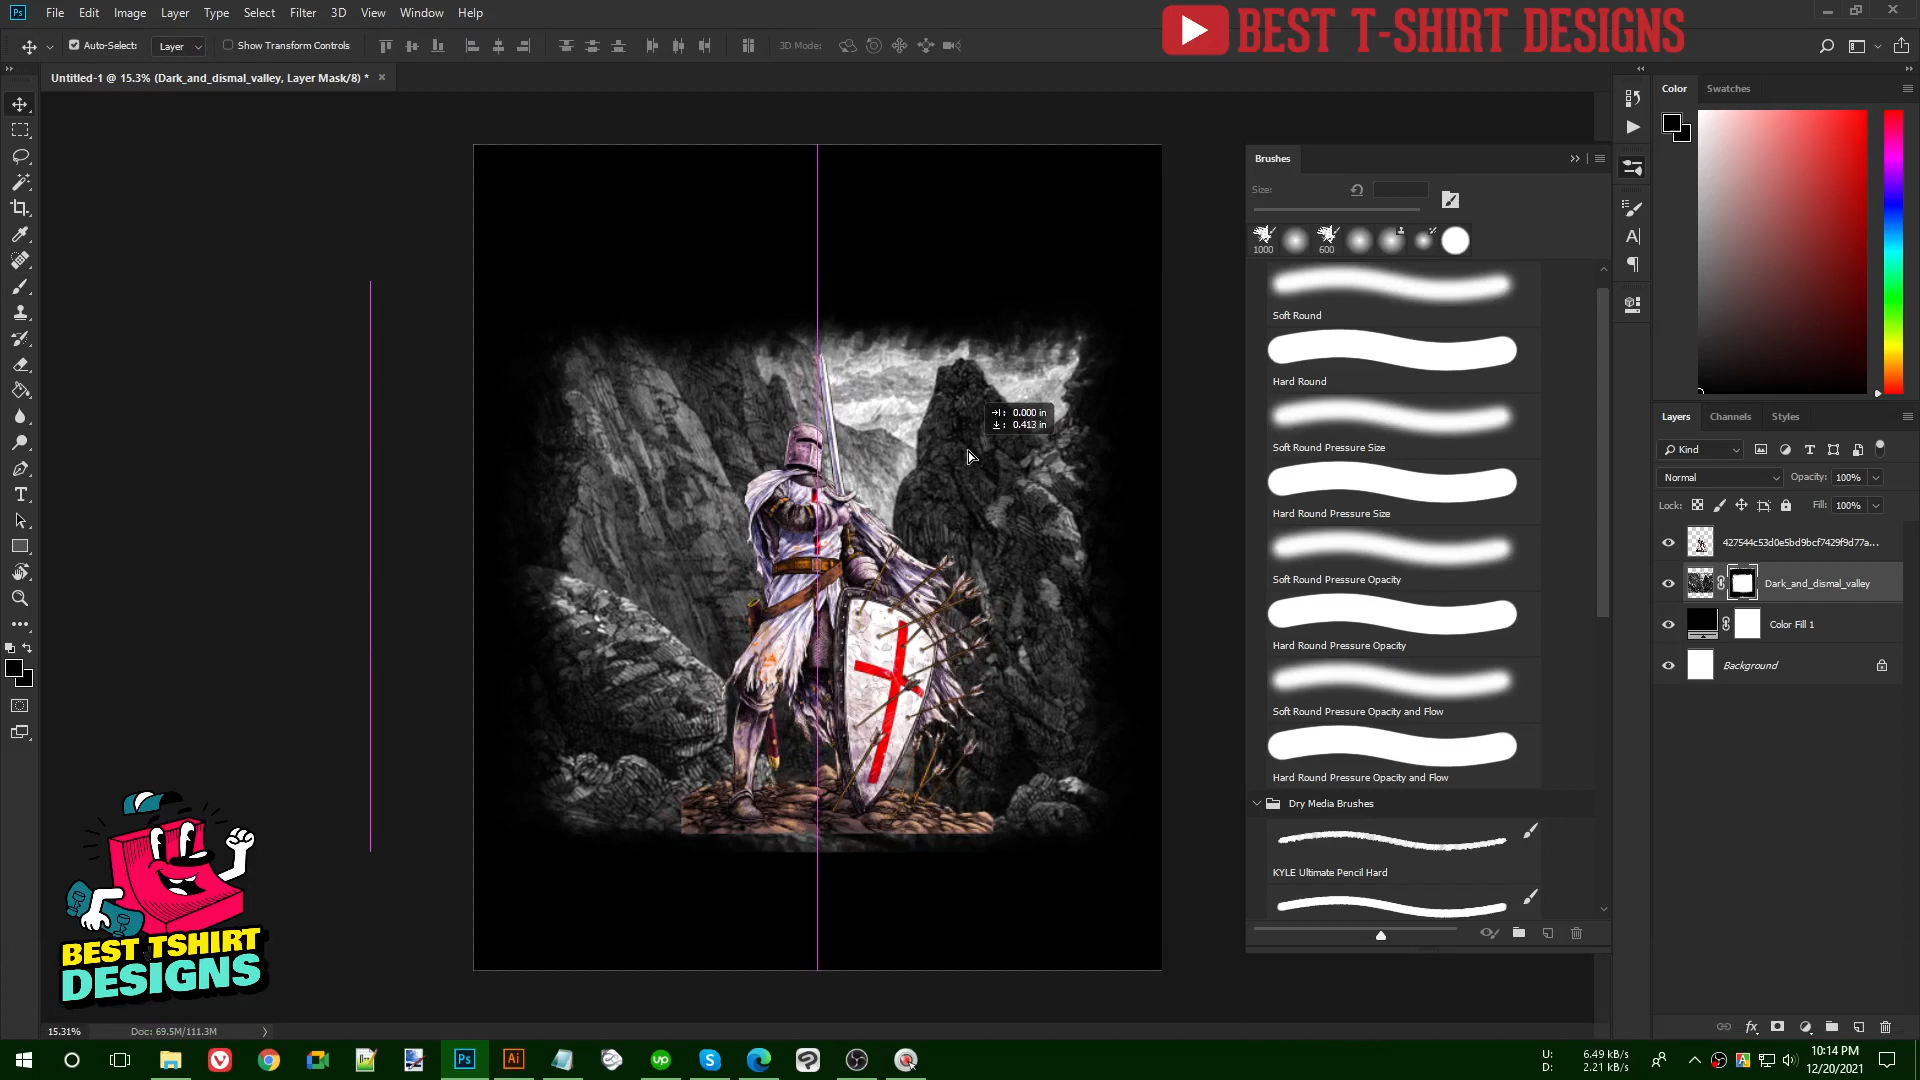 File Edit Image Layer Type Select Filter 3D View Window Help
BEST T-SHIRT DESIGNS
Auto-Select: Layer Show Transform Controls 3D Mode:
Untitled-1 @ 15.3% (Dark_and_dismal_valley, Layer Mask/8) *
Color Swatches
Brushes
Size:
1000 600
Soft Round
Hard Round
Soft Round Pressure Size
Hard Round Pressure Size
Soft Round Pressure Opacity
Hard Round Pressure Opacity
Soft Round Pressure Opacity and Flow
Hard Round Pressure Opacity and Flow
Dry Media Brushes
KYLE Ultimate Pencil Hard
0.000 in
0.413 in
Layers Channels Styles
Kind
Normal Opacity: 100%
Lock: Fill: 100%
427544c53d0e5bd9bcf7429f9d77a...
Dark_and_dismal_valley
Color Fill 1
Background
BEST TSHIRT
DESIGNS
15.31% Doc: 69.5M/111.3M
U: 6.49 kB/s
D: 2.21 kB/s
10:14 PM
12/20/2021